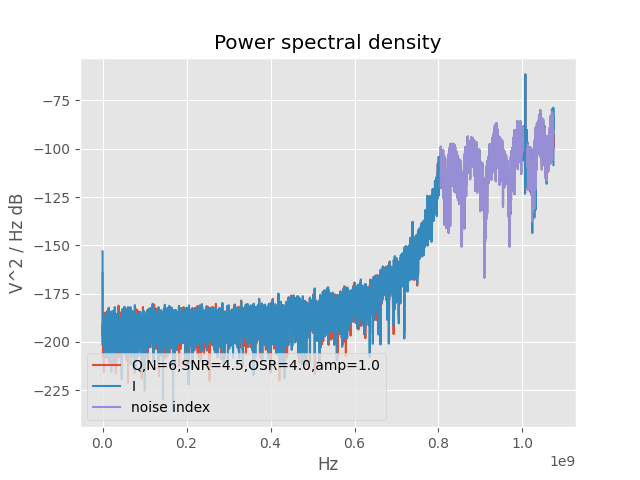 Power spectral density
V^2 / Hz dB
−75
−100
−125
−150
−175
−200
−225
Q,N=6,SNR=4.5,OSR=4.0,amp=1.0
I
noise index
0.0 0.2 0.4 0.6 0.8 1.0
1e9
Hz